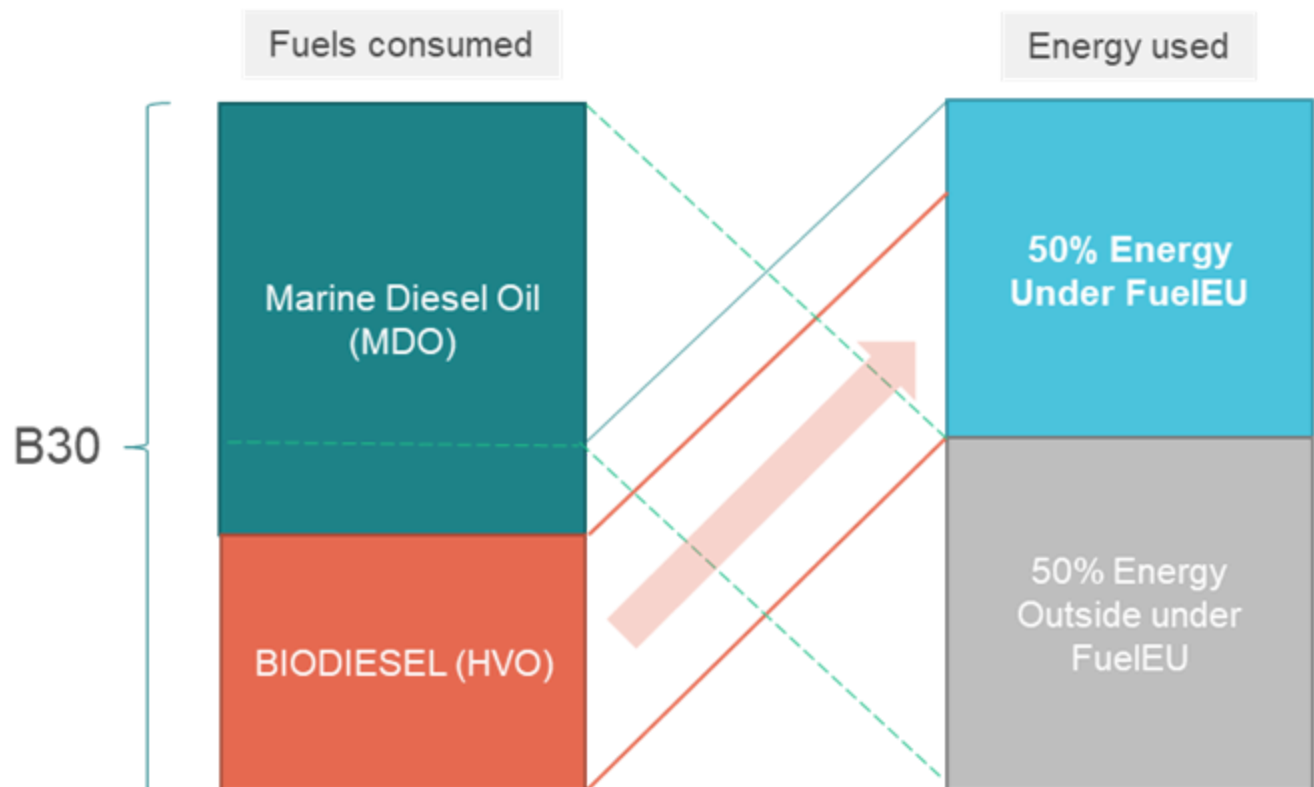 Fuels consumed
Energy used
Marine Diesel Oil
(MDO)
50% Energy
Under FuelEU
B30
BIODIESEL (HVO)
50% Energy
Outside under
FuelEU